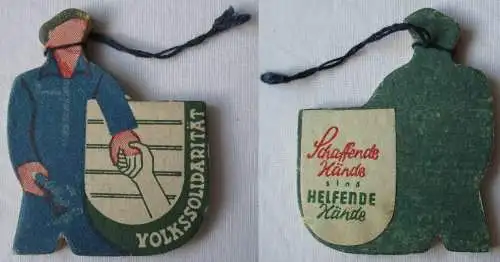 VOLKSSOLIDARITÄT
Schaffende
Hände
sind
HELFENDE
Hände